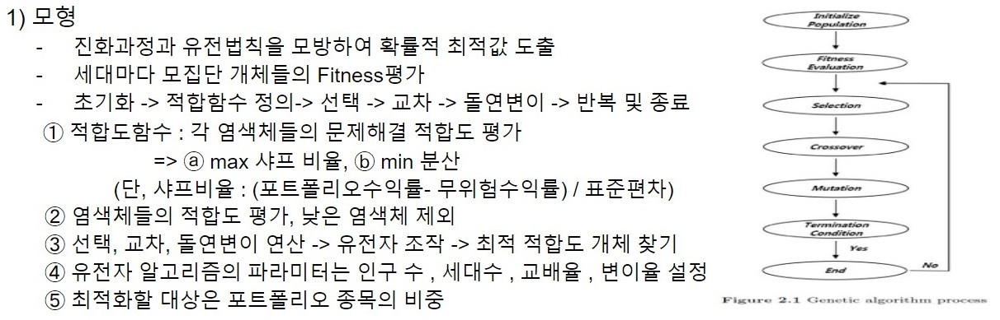 1) 모형
- 진화과정과 유전법칙을 모방하여 확률적 최적값 도출
- 세대마다 모집단 개체들의 Fitness평가
- 초기화 -> 적합함수 정의-> 선택 -> 교차 -> 돌연변이 -> 반복 및 종료
① 적합도함수 : 각 염색체들의 문제해결 적합도 평가
=> ⓐ max 샤프 비율, ⓑ min 분산
(단, 샤프비율 : (포트폴리오수익률- 무위험수익률) / 표준편차)
② 염색체들의 적합도 평가, 낮은 염색체 제외
③ 선택, 교차, 돌연변이 연산 -> 유전자 조작 -> 최적 적합도 개체 찾기
④ 유전자 알고리즘의 파라미터는 인구 수 , 세대수 , 교배율 , 변이율 설정
⑤ 최적화할 대상은 포트폴리오 종목의 비중
Initialize
Population
Fitness
Evaluation
Selection
Crossover
Mutation
Termination
Condition
Yes
No
End
Figure 2.1 Genetic algorithm process